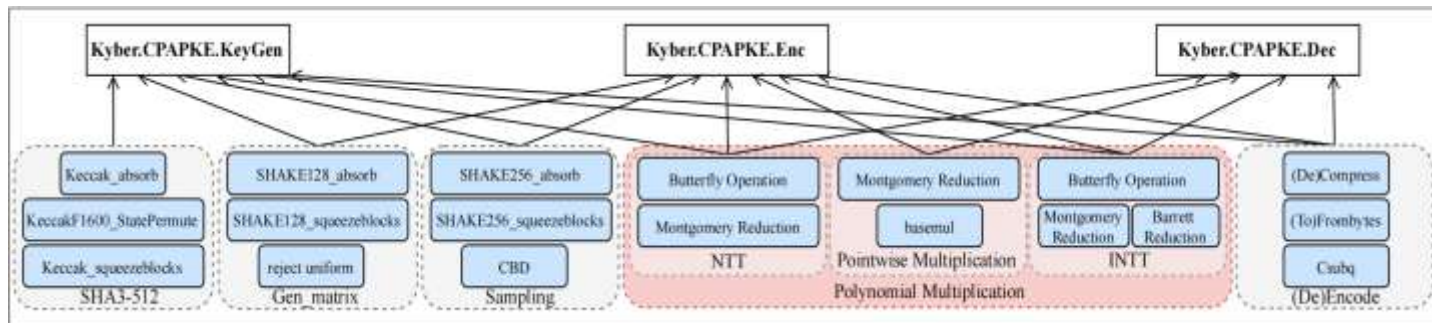 Kyber.CPAPKE.KeyGen
Kyber.CPAPKE.Enc
Kyber.CPAPKE.Dec
Keccak_absorb
KeccakF1600_StatePermute
Keccak_squeezeblocks
SHA3-512
SHAKE128_absorb
SHAKE128_squeezeblocks
reject uniform
Gen_matrix
SHAKE256_absorb
SHAKE256_squeezeblocks
CBD
Sampling
Butterfly Operation
Montgomery Reduction
NTT
Montgomery Reduction
basemul
Pointwise Multiplication
Butterfly Operation
Montgomery
Reduction
Barrett
Reduction
INTT
Polynomial Multiplication
(De)Compress
(To)Frombytes
Csubq
(De)Encode